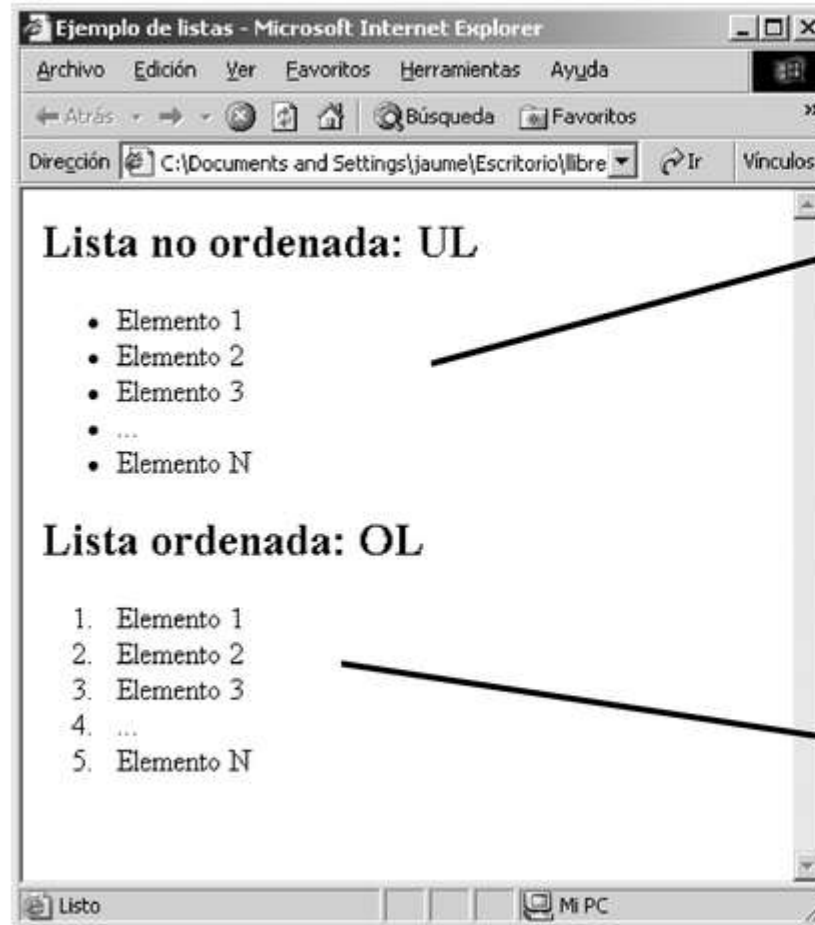 Ejemplo de listas - Microsoft Internet Explorer
Archivo Edición Ver Favoritos Herramientas Ayuda
Atrás Búsqueda Favoritos »
Dirección C:\Documents and Settings\jaume\Escritorio\llibre Ir Vínculos
Lista no ordenada: UL
• Elemento 1
• Elemento 2
• Elemento 3
• ...
• Elemento N
Lista ordenada: OL
1. Elemento 1
2. Elemento 2
3. Elemento 3
4. ...
5. Elemento N
Listo Mi PC